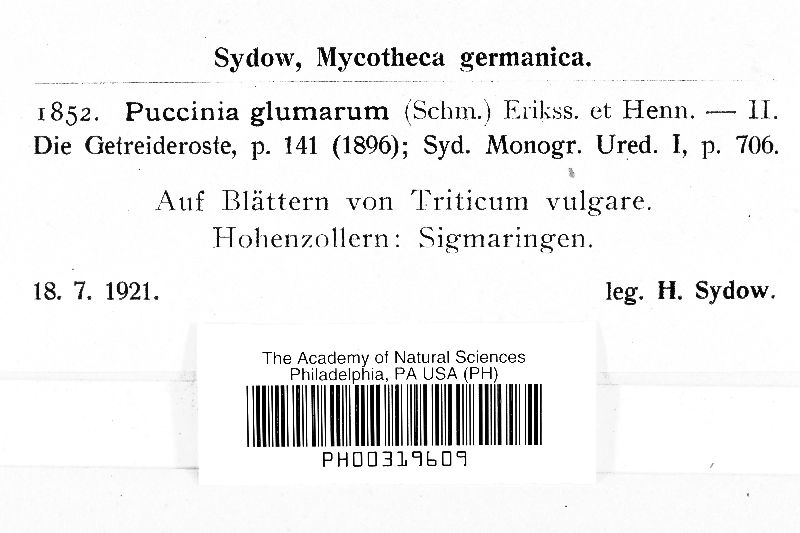 Sydow, Mycotheca germanica.
1852. Puccinia glumarum (Schm.) Erikss. et Henn. — II.
Die Getreideroste, p. 141 (1896); Syd. Monogr. Ured. I, p. 706.
Auf Blättern von Triticum vulgare.
Hohenzollern: Sigmaringen.
18. 7. 1921. leg. H. Sydow.
The Academy of Natural Sciences
Philadelphia, PA USA (PH)
PH00319609